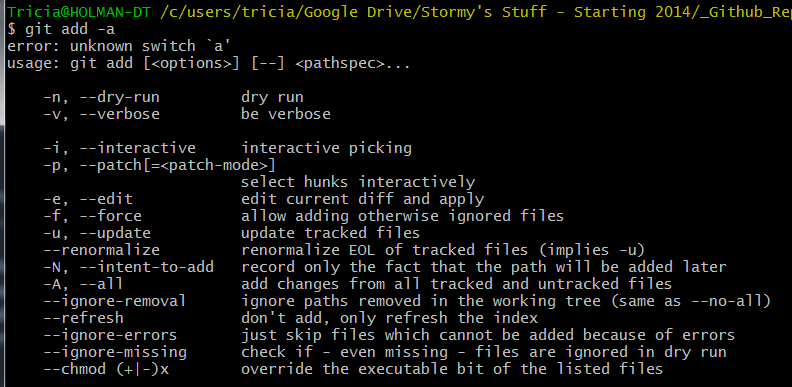 Tricia@HOLMAN-DT /c/users/tricia/Google Drive/Stormy's Stuff - Starting 2014/_Github_Rep
$ git add -a
error: unknown switch `a'
usage: git add [<options>] [--] <pathspec>...
-n, --dry-run dry run
-v, --verbose be verbose
-i, --interactive interactive picking
-p, --patch[=<patch-mode>]
select hunks interactively
-e, --edit edit current diff and apply
-f, --force allow adding otherwise ignored files
-u, --update update tracked files
--renormalize renormalize EOL of tracked files (implies -u)
-N, --intent-to-add record only the fact that the path will be added later
-A, --all add changes from all tracked and untracked files
--ignore-removal ignore paths removed in the working tree (same as --no-all)
--refresh don't add, only refresh the index
--ignore-errors just skip files which cannot be added because of errors
--ignore-missing check if - even missing - files are ignored in dry run
--chmod (+|-)x override the executable bit of the listed files